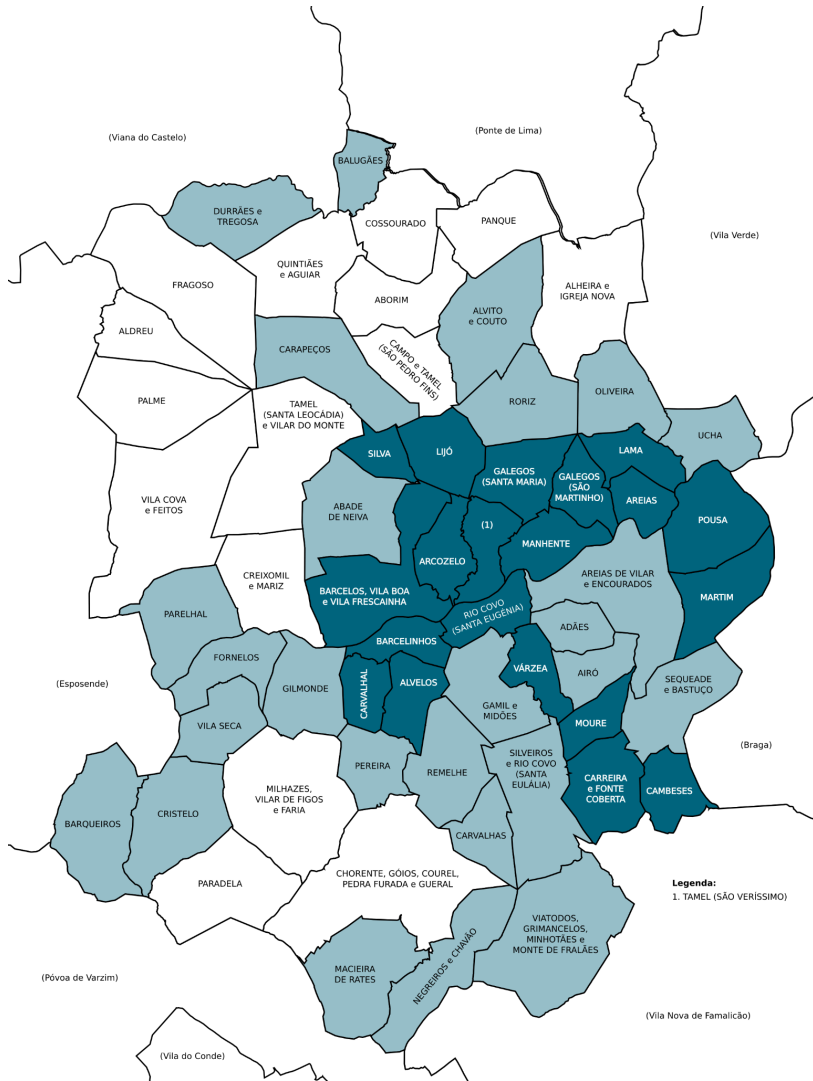 (Viana do Castelo)
(Ponte de Lima)
BALUGÃES
DURRÃES e
TREGOSA
COSSOURADO
PANQUE
(Vila Verde)
QUINTIÃES
e AGUIAR
FRAGOSO
ALHEIRA e
IGREJA NOVA
ABORIM
ALVITO
e COUTO
ALDREU
CARAPEÇOS
CAMPO e TAMEL
(SÃO PEDRO FINS)
PALME
TAMEL
(SANTA LEOCÁDIA)
e VILAR DO MONTE
RORIZ
OLIVEIRA
UCHA
SILVA
LIJÓ
LAMA
GALEGOS
(SANTA MARIA)
GALEGOS
(SÃO
MARTINHO)
AREIAS
VILA COVA
e FEITOS
ABADE
DE NEIVA
POUSA
(1)
ARCOZELO
MANHENTE
CREIXOMIL
e MARIZ
AREIAS DE VILAR
e ENCOURADOS
BARCELOS, VILA BOA
e VILA FRESCAINHA
MARTIM
PARELHAL
RIO COVO
(SANTA EUGÉNIA)
ADÃES
BARCELINHOS
FORNELOS
(Esposende)
GILMONDE
CARVALHAL
ALVELOS
VÁRZEA
AIRÓ
SEQUEADE
e BASTUÇO
GAMIL e
MIDÕES
VILA SECA
MOURE
(Braga)
PEREIRA
REMELHE
SILVEIROS
e RIO COVO
(SANTA
EULÁLIA)
CARREIRA
e FONTE
COBERTA
CAMBESES
MILHAZES,
VILAR DE FIGOS
e FARIA
BARQUEIROS
CRISTELO
CARVALHAS
PARADELA
CHORENTE, GÓIOS, COUREL,
PEDRA FURADA e GUERAL
Legenda:
1. TAMEL (SÃO VERÍSSIMO)
VIATODOS,
GRIMANCELOS,
MINHOTÃES e
MONTE DE FRALÃES
(Póvoa de Varzim)
MACIEIRA
DE RATES
NEGREIROS e CHAVÃO
(Vila Nova de Famalicão)
(Vila do Conde)